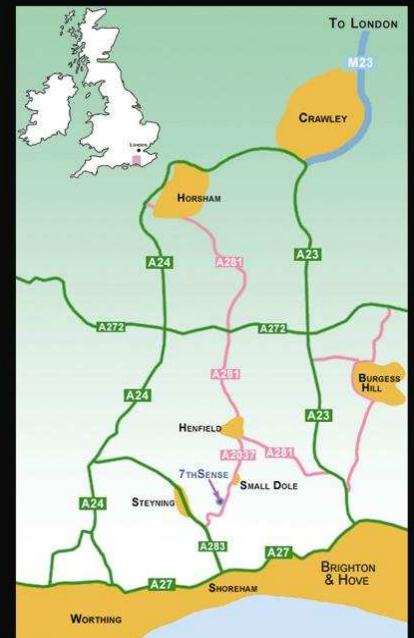 To London
M23
London
Crawley
Horsham
A24
A281
A23
A272
A272
A281
Burgess
Hill
A24
A23
Henfield
A2037
A281
7thSense
Small Dole
Steyning
A24
A283
A27
A27
Shoreham
Brighton
& Hove
Worthing